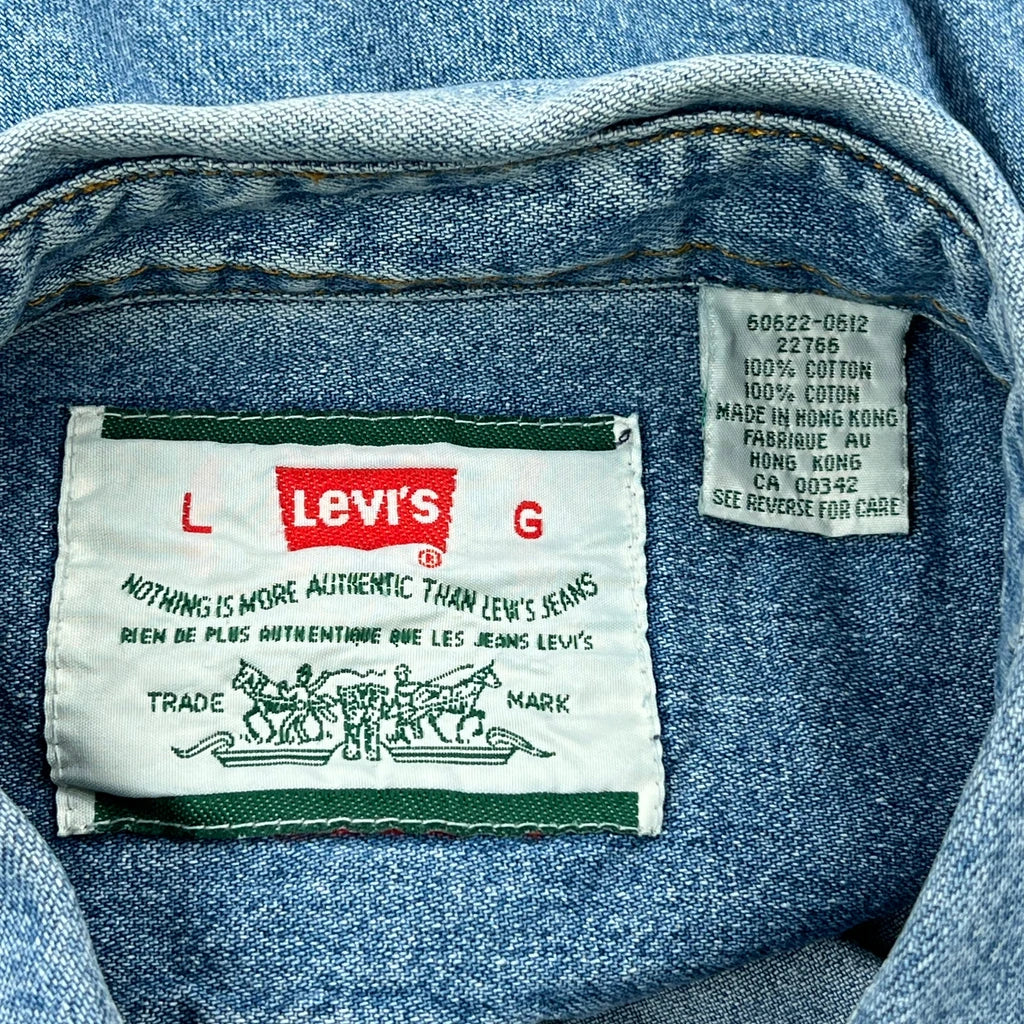 L LEVI'S G
®
NOTHING IS MORE AUTHENTIC THAN LEVI'S JEANS
RIEN DE PLUS AUTHENTIQUE QUE LES JEANS LEVI'S
TRADE MARK
60622-0612
22766
100% COTTON
100% COTON
MADE IN HONG KONG
FABRIQUE AU
HONG KONG
CA 00342
SEE REVERSE FOR CARE